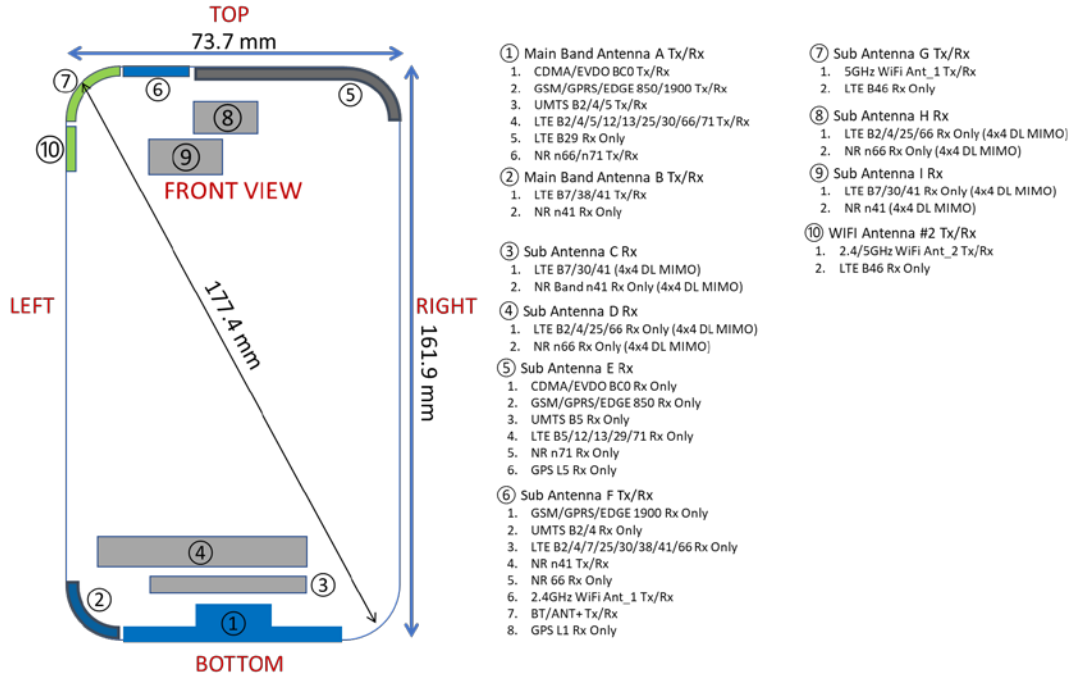 TOP
73.7 mm
⑦
⑥
⑤
⑧
⑩
⑨
FRONT VIEW
LEFT
177.4 mm
RIGHT
161.9 mm
④
③
②
①
BOTTOM
① Main Band Antenna A Tx/Rx
1. CDMA/EVDO BC0 Tx/Rx
2. GSM/GPRS/EDGE 850/1900 Tx/Rx
3. UMTS B2/4/5 Tx/Rx
4. LTE B2/4/5/12/13/25/30/66/71 Tx/Rx
5. LTE B29 Rx Only
6. NR n66/n71 Tx/Rx
② Main Band Antenna B Tx/Rx
1. LTE B7/38/41 Tx/Rx
2. NR n41 Rx Only
③ Sub Antenna C Rx
1. LTE B7/30/41 (4x4 DL MIMO)
2. NR Band n41 Rx Only (4x4 DL MIMO)
④ Sub Antenna D Rx
1. LTE B2/4/25/66 Rx Only (4x4 DL MIMO)
2. NR n66 Rx Only (4x4 DL MIMO)
⑤ Sub Antenna E Rx
1. CDMA/EVDO BC0 Rx Only
2. GSM/GPRS/EDGE 850 Rx Only
3. UMTS B5 Rx Only
4. LTE B5/12/13/29/71 Rx Only
5. NR n71 Rx Only
6. GPS L5 Rx Only
⑥ Sub Antenna F Tx/Rx
1. GSM/GPRS/EDGE 1900 Rx Only
2. UMTS B2/4 Rx Only
3. LTE B2/4/7/25/30/38/41/66 Rx Only
4. NR n41 Tx/Rx
5. NR 66 Rx Only
6. 2.4GHz WiFi Ant_1 Tx/Rx
7. BT/ANT+ Tx/Rx
8. GPS L1 Rx Only
⑦ Sub Antenna G Tx/Rx
1. 5GHz WiFi Ant_1 Tx/Rx
2. LTE B46 Rx Only
⑧ Sub Antenna H Rx
1. LTE B2/4/25/66 Rx Only (4x4 DL MIMO)
2. NR n66 Rx Only (4x4 DL MIMO)
⑨ Sub Antenna I Rx
1. LTE B7/30/41 Rx Only (4x4 DL MIMO)
2. NR n41 (4x4 DL MIMO)
⑩ WIFI Antenna #2 Tx/Rx
1. 2.4/5GHz WiFi Ant_2 Tx/Rx
2. LTE B46 Rx Only